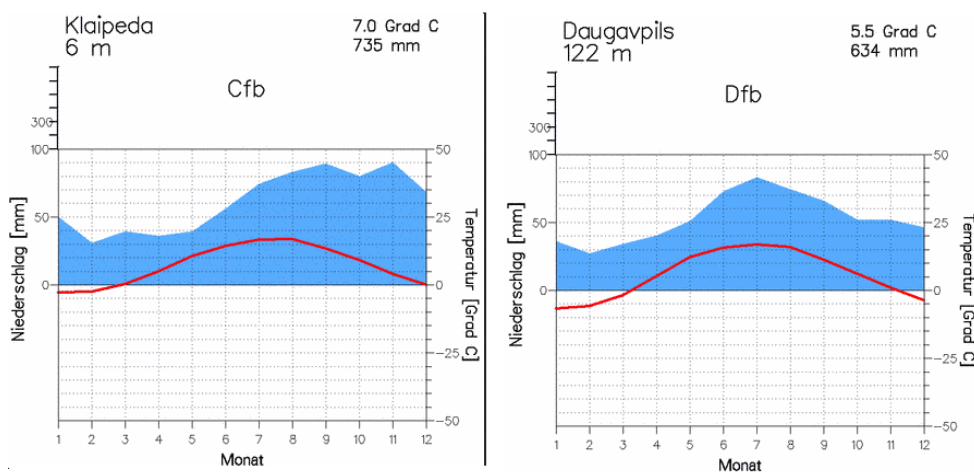 Klaipeda
6 m
7.0 Grad C
735 mm
Cfb
300
100
50
0
50
25
0
-25
-50
Niederschlag [mm]
Temperatur [Grad C]
1 2 3 4 5 6 7 8 9 10 11 12
Monat
Daugavpils
122 m
5.5 Grad C
634 mm
Dfb
300
100
50
0
50
25
0
-25
-50
Niederschlag [mm]
Temperatur [Grad C]
1 2 3 4 5 6 7 8 9 10 11 12
Monat